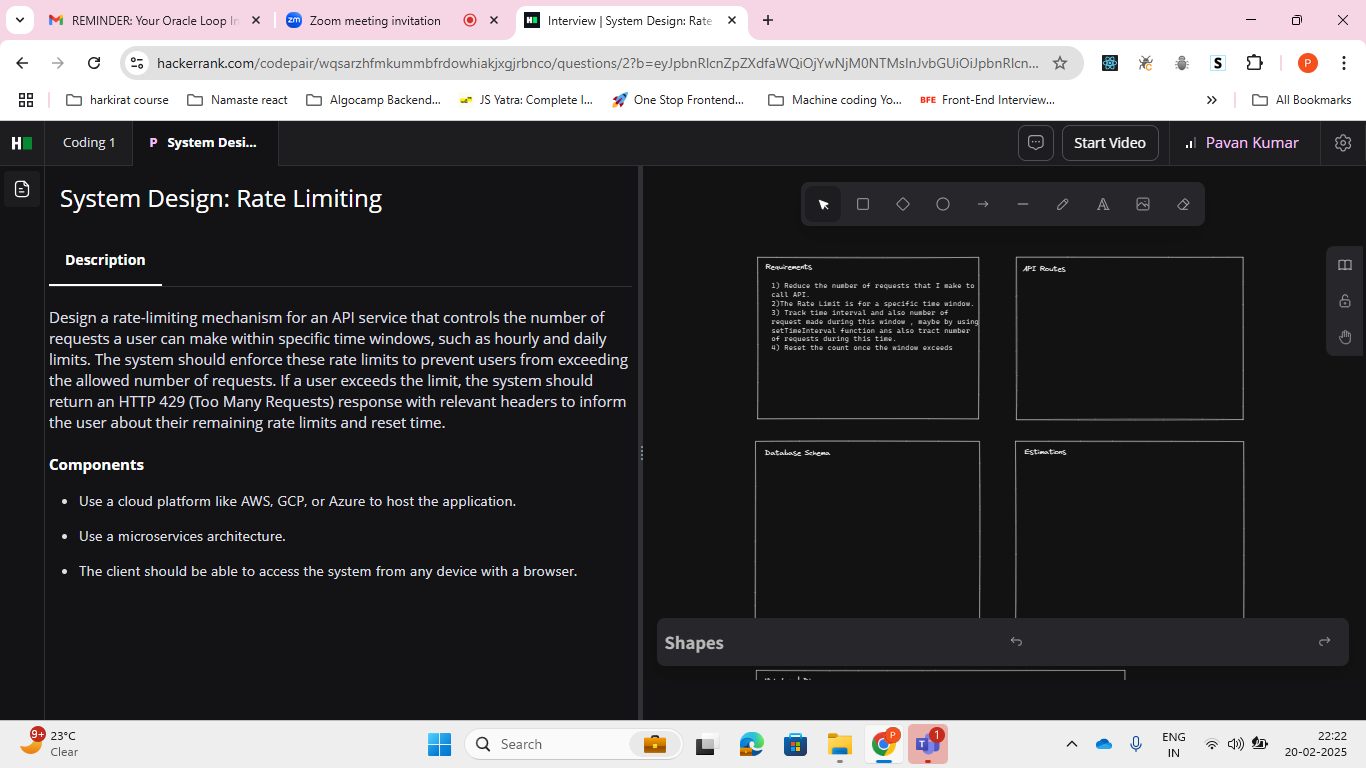 REMINDER: Your Oracle Loop In
Zoom meeting invitation
Interview | System Design: Rate
hackerrank.com/codepair/wqsarzhfmkummbfrdowhiakjxgjrbnco/questions/2?b=eyJpbnRlcnZpZXdfaWQiOjYwNjM0NTMsInJvbGUiOiJpbnRlcn...
S
P
harkirat course
Namaste react
Algocamp Backend...
JS Yatra: Complete I...
One Stop Frontend...
Machine coding Yo...
BFE Front-End Interview...
All Bookmarks
H
Coding 1
P System Desi...
Start Video
Pavan Kumar
System Design: Rate Limiting
Description
Design a rate-limiting mechanism for an API service that controls the number of
requests a user can make within specific time windows, such as hourly and daily
limits. The system should enforce these rate limits to prevent users from exceeding
the allowed number of requests. If a user exceeds the limit, the system should
return an HTTP 429 (Too Many Requests) response with relevant headers to inform
the user about their remaining rate limits and reset time.
Components
• Use a cloud platform like AWS, GCP, or Azure to host the application.
• Use a microservices architecture.
• The client should be able to access the system from any device with a browser.
Requirements
1) Reduce the number of requests that I make to
call API.
2)The Rate Limit is for a specific time window.
3) Track time interval and also number of
request made during this window , maybe by using
setTimeInterval function ans also tract number
of requests during this time.
4) Reset the count once the window exceeds
API Routes
Database Schema
Estimations
Shapes
9+
23°C
Clear
Search
P
1
ENG
IN
22:22
20-02-2025